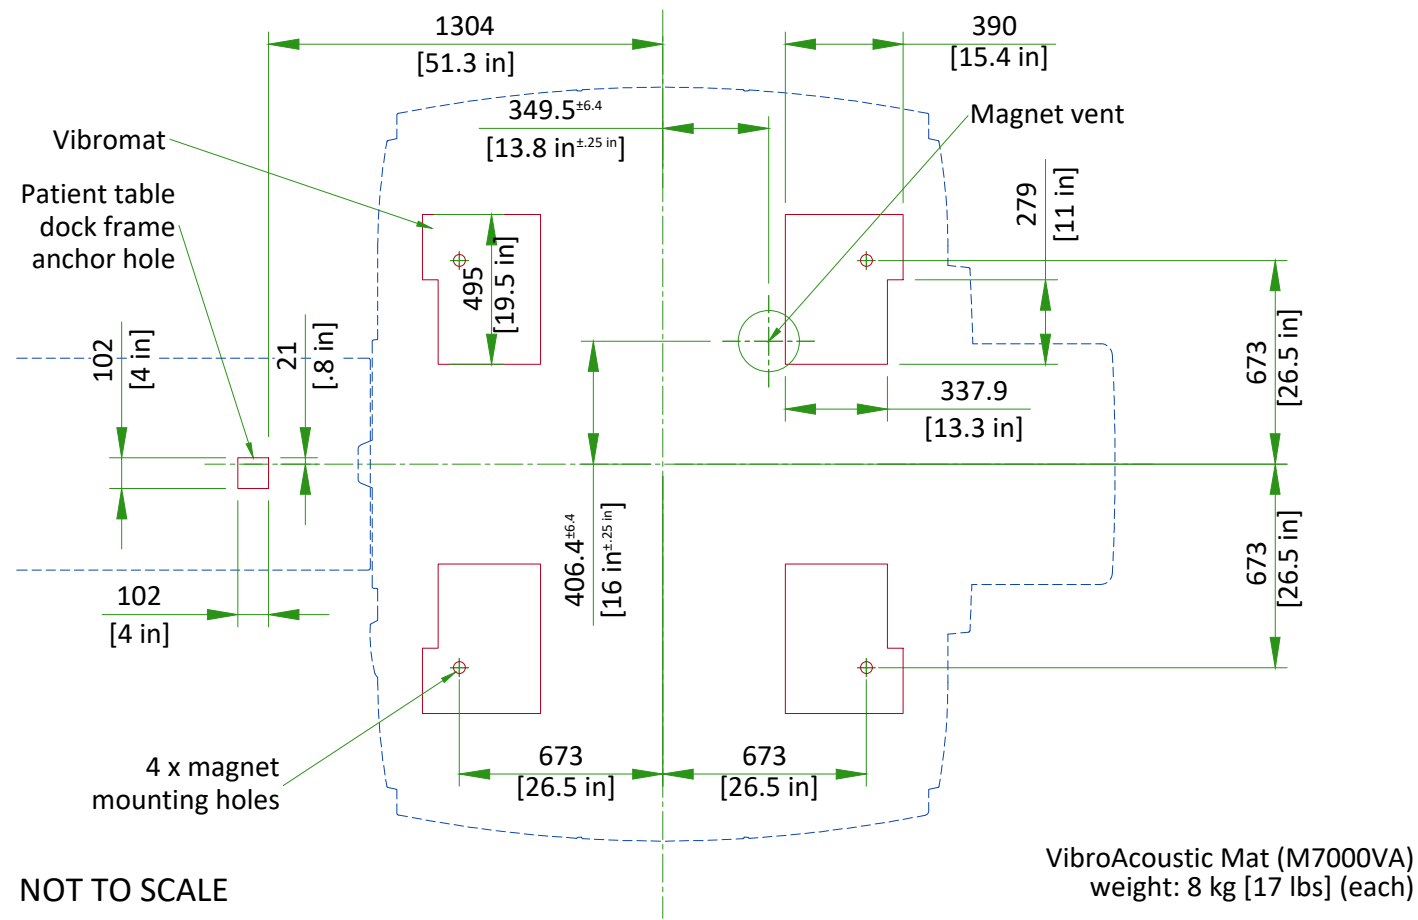 1304
[51.3 in]
390
[15.4 in]
349.5±6.4
[13.8 in±.25 in]
Magnet vent
Vibromat
Patient table
dock frame
anchor hole
279
[11 in]
495
[19.5 in]
102
[4 in]
21
[.8 in]
673
[26.5 in]
337.9
[13.3 in]
406.4±6.4
[16 in±.25 in]
673
[26.5 in]
102
[4 in]
673
[26.5 in]
673
[26.5 in]
4 x magnet
mounting holes
NOT TO SCALE
VibroAcoustic Mat (M7000VA)
weight: 8 kg [17 lbs] (each)